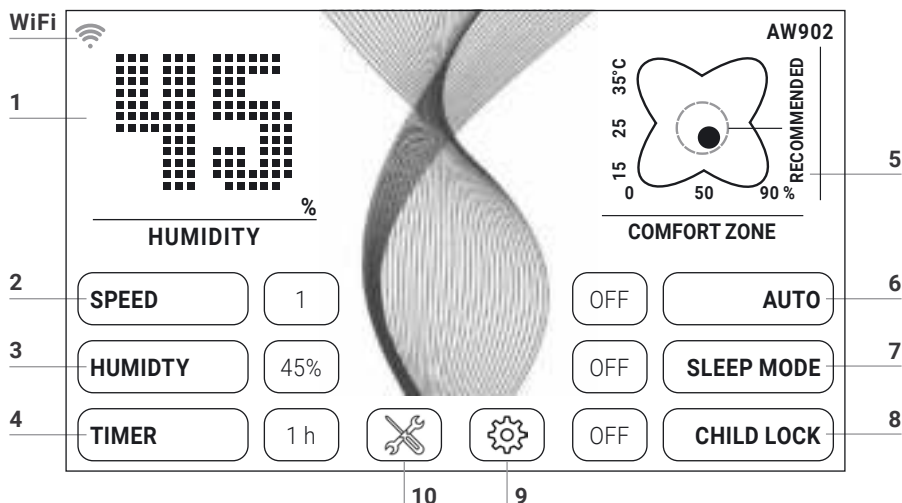 WiFi
AW902
1
45
%
HUMIDITY
35°C
25
15
0 50 90 %
RECOMMENDED
5
COMFORT ZONE
2
SPEED 1
OFF AUTO
6
3
HUMIDTY 45%
OFF SLEEP MODE
7
4
TIMER 1 h
OFF CHILD LOCK
8
10 9